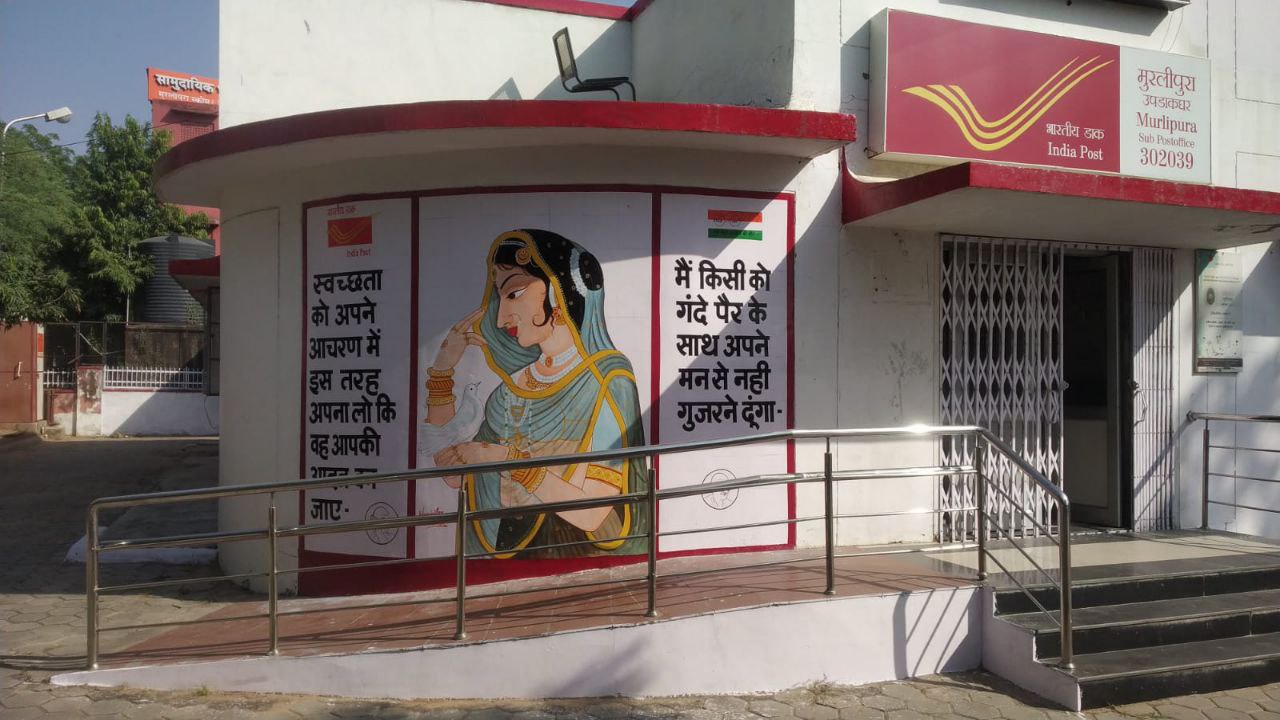 सामुदायिक
भारतीय डाक
India Post
मुरलीपुरा
उपडाकघर
Murlipura
Sub Postoffice
302039
भारतीय डाक
India Post
स्वच्छता
को अपने
आचरण में
इस तरह
अपना लो कि
वह आपकी
जाए-
मैं किसी को
गंदे पैर के
साथ अपने
मन से नही
गुजरने दूंगा-